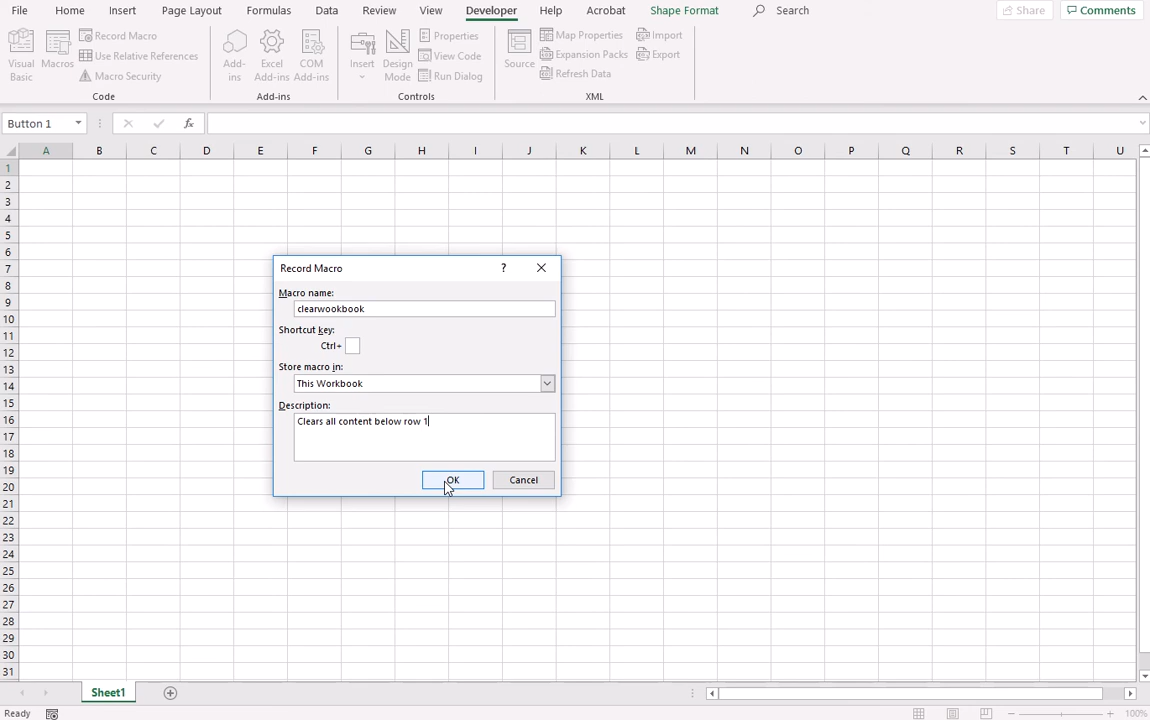 File Home Insert Page Layout Formulas Data Review View Developer Help Acrobat Shape Format Search Share Comments
Visual Basic
Macros
Record Macro
Use Relative References
Macro Security
Code
Add-ins
Excel Add-ins
COM Add-ins
Add-ins
Insert
Design Mode
Properties
View Code
Run Dialog
Controls
Source
Map Properties
Expansion Packs
Refresh Data
Import
Export
XML
Button 1 fx
A B C D E F G H I J K L M N O P Q R S T U
1
2
3
4
5
6
7
8
9
10
11
12
13
14
15
16
17
18
19
20
21
22
23
24
25
26
27
28
29
30
31
Record Macro ?
Macro name:
clearwookbook
Shortcut key:
Ctrl+
Store macro in:
This Workbook
Description:
Clears all content below row 1
OK Cancel
Sheet1
Ready 100%